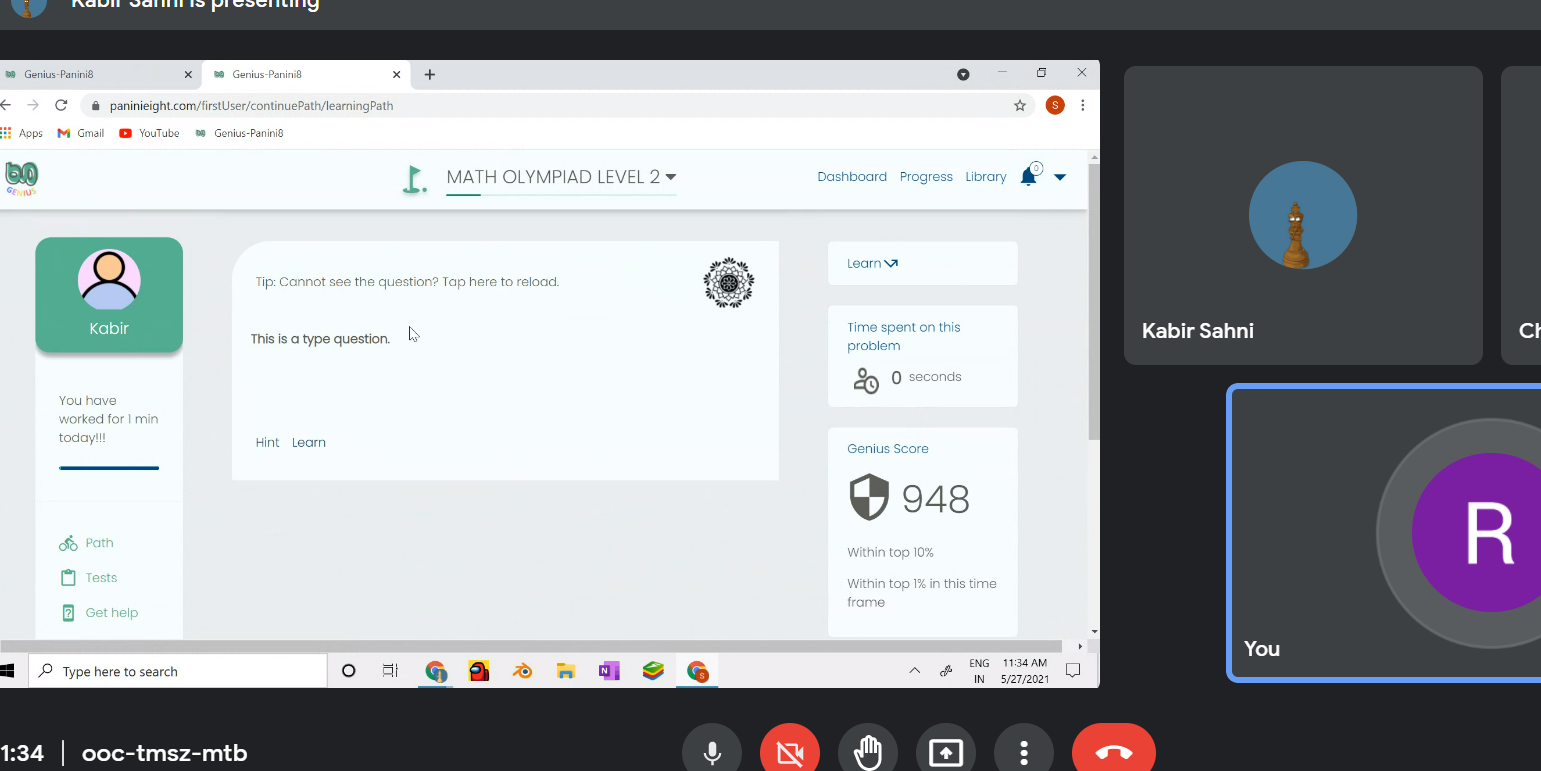 Kabir Sahni is presenting
Genius-Panini8
Genius-Panini8
paninieight.com/firstUser/continuePath/learningPath
S
Apps
Gmail
YouTube
Genius-Panini8
GENIUS
MATH OLYMPIAD LEVEL 2
Dashboard Progress Library
0
Kabir
You have
worked for 1 min
today!!!
Path
Tests
Get help
Tip: Cannot see the question? Tap here to reload.
This is a type question.
Hint Learn
Learn
Time spent on this
problem
0 seconds
Genius Score
948
Within top 10%
Within top 1% in this time
frame
Type here to search
N
S
ENG
IN
11:34 AM
5/27/2021
Kabir Sahni
Ch
R
You
1:34 | ooc-tmsz-mtb